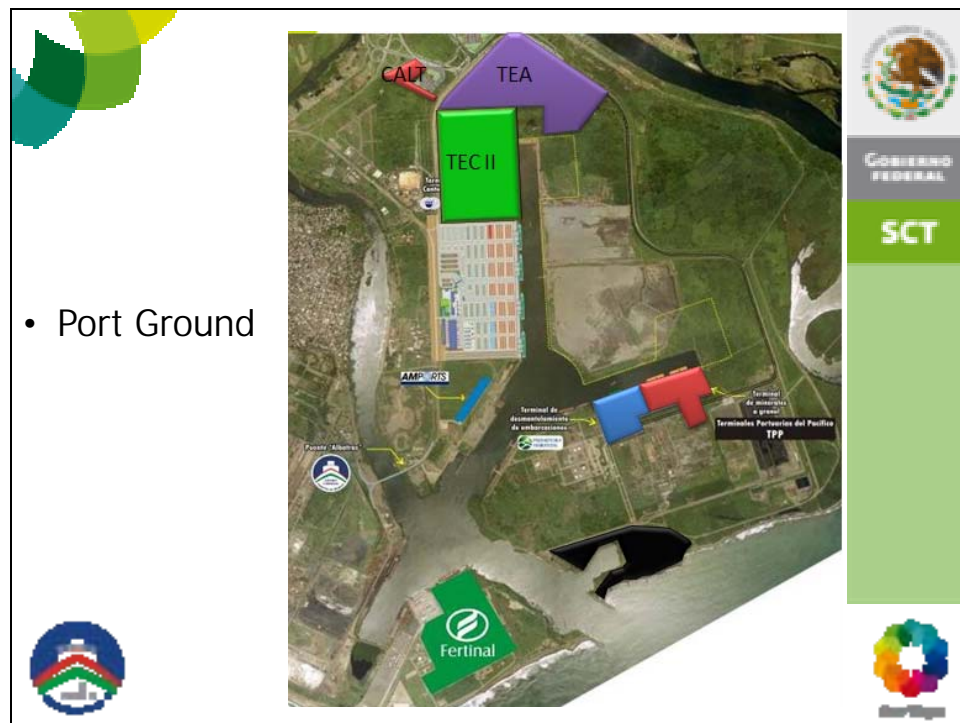 • Port Ground
CALT
TEA
TEC II
AMPORTS
Puente "Albatros"
Terminal de
desmantelamiento
de embarcaciones
Terminal
de minerales
a granel
Terminales Portuarias del Pacífico
TPP
Fertinal
GOBIERNO
FEDERAL
SCT